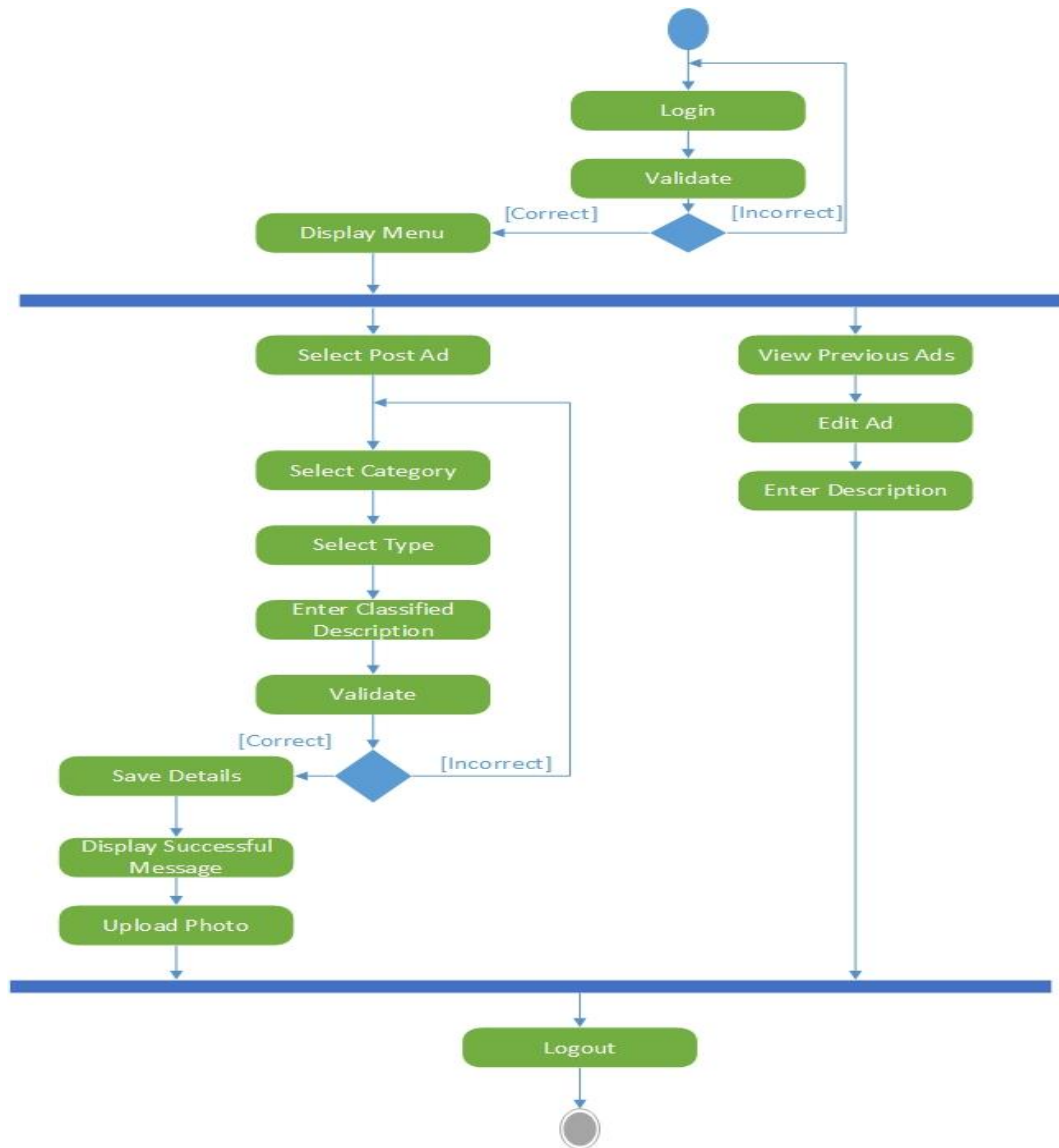 Login
Validate
[Correct]
[Incorrect]
Display Menu
Select Post Ad
View Previous Ads
Edit Ad
Select Category
Enter Description
Select Type
Enter Classified
Description
Validate
[Correct]
[Incorrect]
Save Details
Display Successful
Message
Upload Photo
Logout